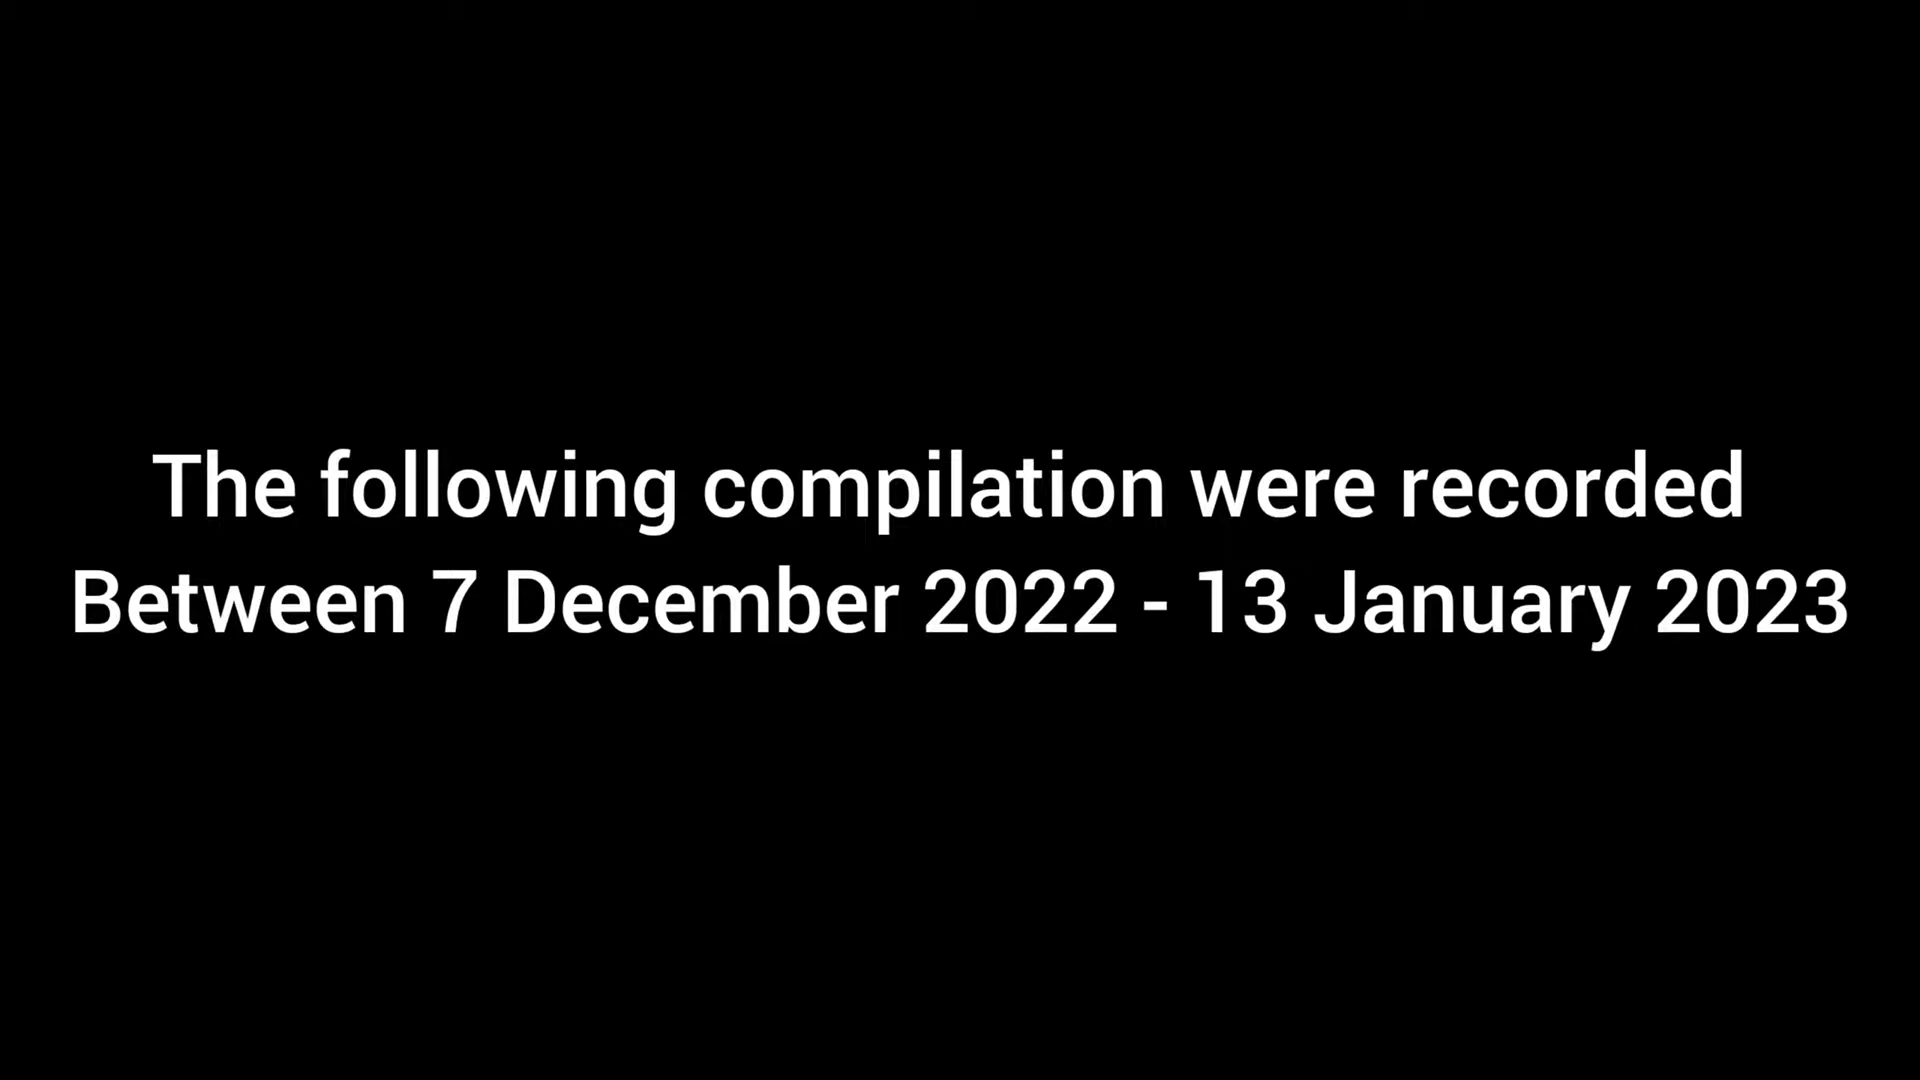 The following compilation were recorded
Between 7 December 2022 - 13 January 2023